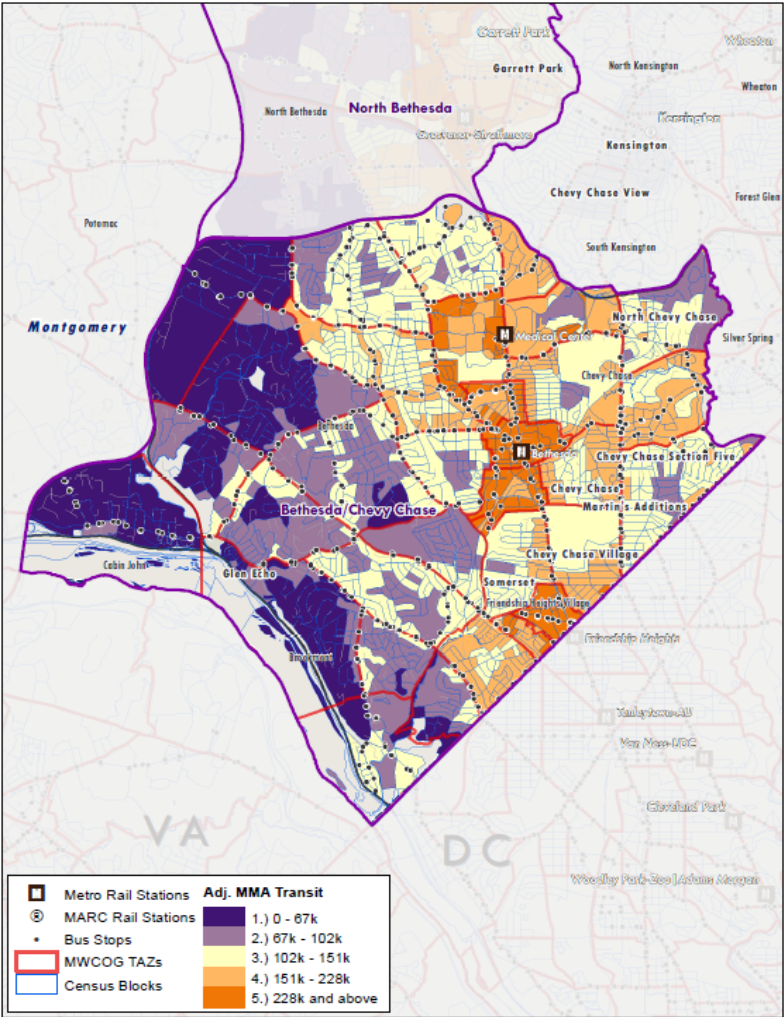 Garrett Park
Wheaton
Garrett Park
North Kensington
Wheaton
North Bethesda
North Bethesda
Kensington
Grosvenor-Strathmore
Kensington
Chevy Chase View
Forest Glen
Potomac
South Kensington
Montgomery
North Chevy Chase
M Medical Center
Silver Spring
Chevy Chase
Bethesda
M Bethesda
Chevy Chase Section Five
Chevy Chase
Bethesda/Chevy Chase
Martin's Additions
Chevy Chase Village
Cabin John
Glen Echo
Somerset
Friendship Heights Village
Friendship Heights
Brookmont
Tenleytown-AU
Van Ness-UDC
Cleveland Park
VA
DC
Woodley Park-Zoo|Adams Morgan
M Metro Rail Stations
® MARC Rail Stations
Bus Stops
MWCOG TAZs
Census Blocks
Adj. MMA Transit
1.) 0 - 67k
2.) 67k - 102k
3.) 102k - 151k
4.) 151k - 228k
5.) 228k and above